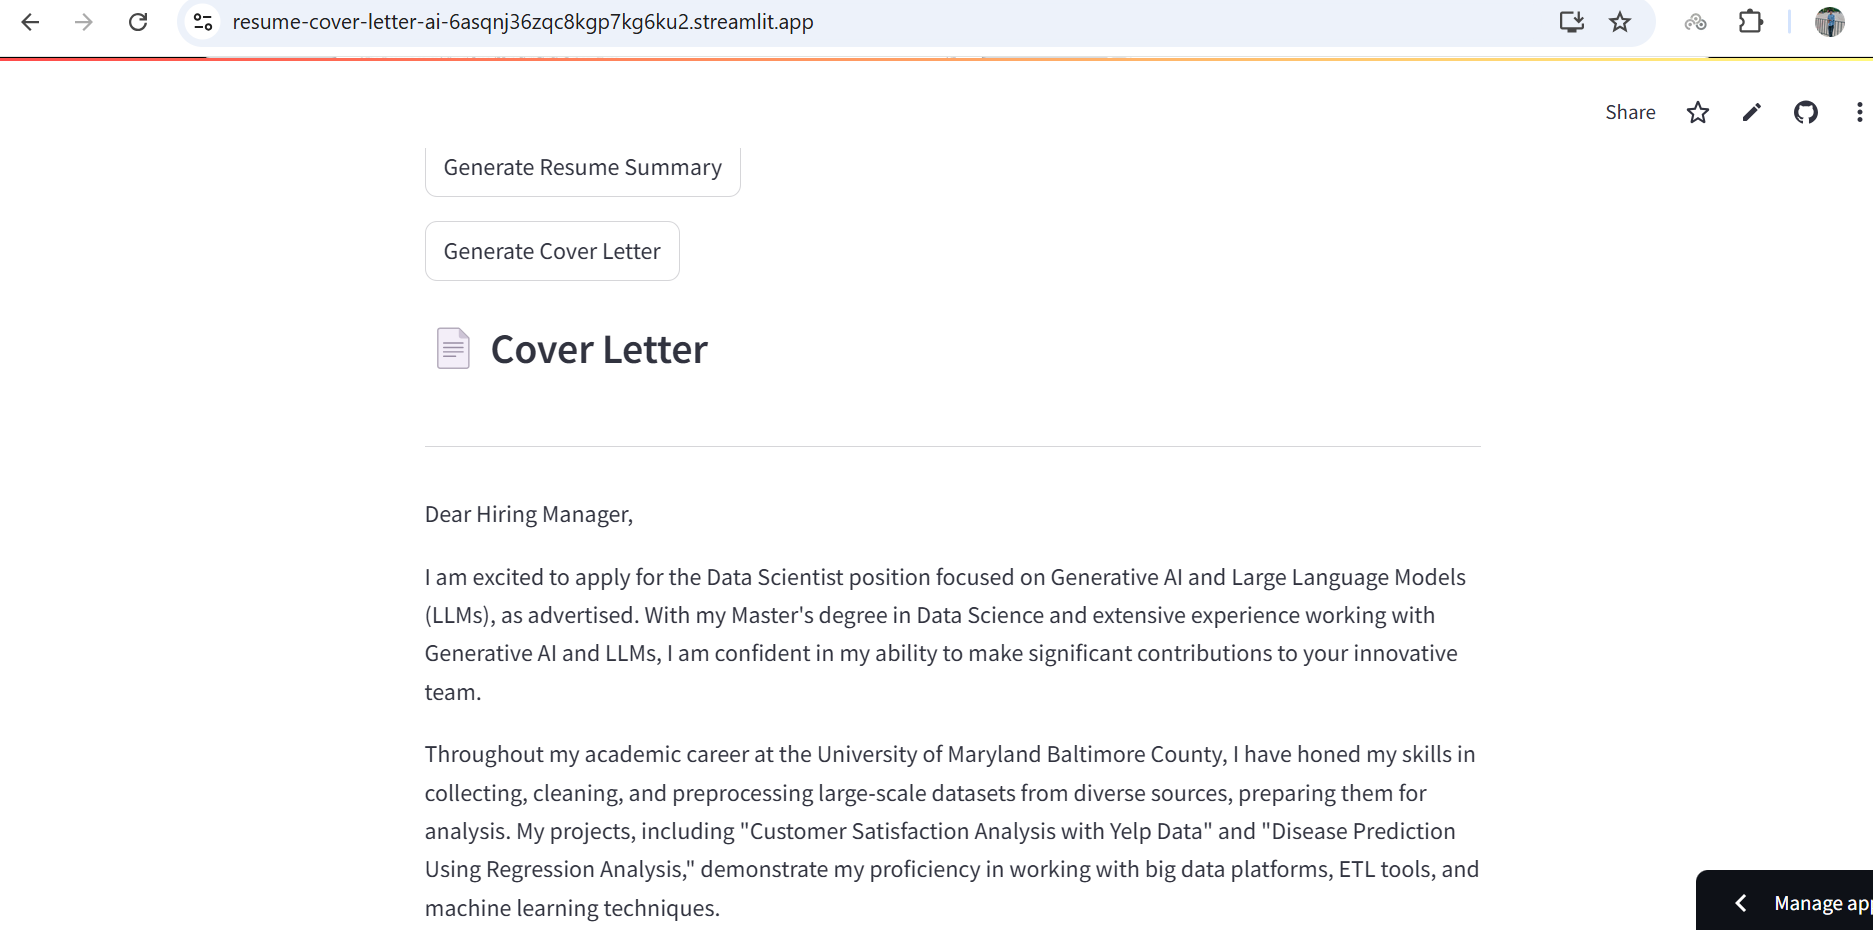 resume-cover-letter-ai-6asqnj36zqc8kgp7kg6ku2.streamlit.app
Share
Generate Resume Summary
Generate Cover Letter
Cover Letter
Dear Hiring Manager,
I am excited to apply for the Data Scientist position focused on Generative AI and Large Language Models
(LLMs), as advertised. With my Master's degree in Data Science and extensive experience working with
Generative AI and LLMs, I am confident in my ability to make significant contributions to your innovative
team.
Throughout my academic career at the University of Maryland Baltimore County, I have honed my skills in
collecting, cleaning, and preprocessing large-scale datasets from diverse sources, preparing them for
analysis. My projects, including "Customer Satisfaction Analysis with Yelp Data" and "Disease Prediction
Using Regression Analysis," demonstrate my proficiency in working with big data platforms, ETL tools, and
machine learning techniques.
Manage app